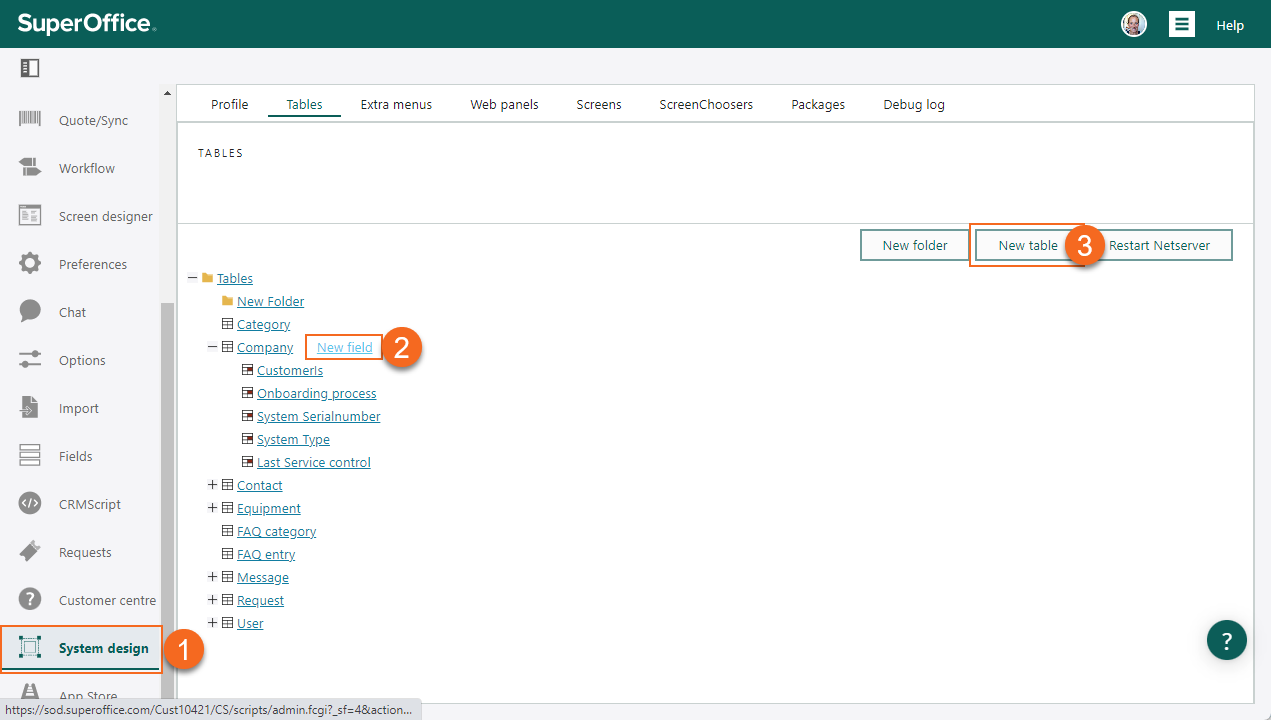 SuperOffice
Help
Quote/Sync
Workflow
Screen designer
Preferences
Chat
Options
Import
Fields
CRMScript
Requests
Customer centre
System design
1
App Store
Profile Tables Extra menus Web panels Screens ScreenChoosers Packages Debug log
TABLES
New folder New table 3 Restart Netserver
Tables
New Folder
Category
Company New field 2
CustomerIs
Onboarding process
System Serialnumber
System Type
Last Service control
Contact
Equipment
FAQ category
FAQ entry
Message
Request
User
?
https://sod.superoffice.com/Cust10421/CS/scripts/admin.fcgi?_sf=4&action...